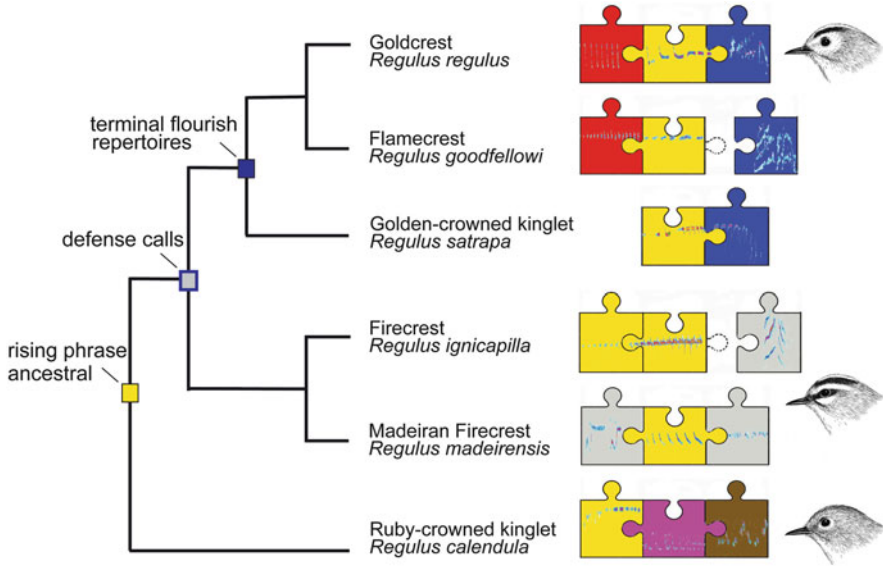 Goldcrest
Regulus regulus
terminal flourish
repertoires
Flamecrest
Regulus goodfellowi
Golden-crowned kinglet
Regulus satrapa
defense calls
Firecrest
Regulus ignicapilla
rising phrase
ancestral
Madeiran Firecrest
Regulus madeirensis
Ruby-crowned kinglet
Regulus calendula